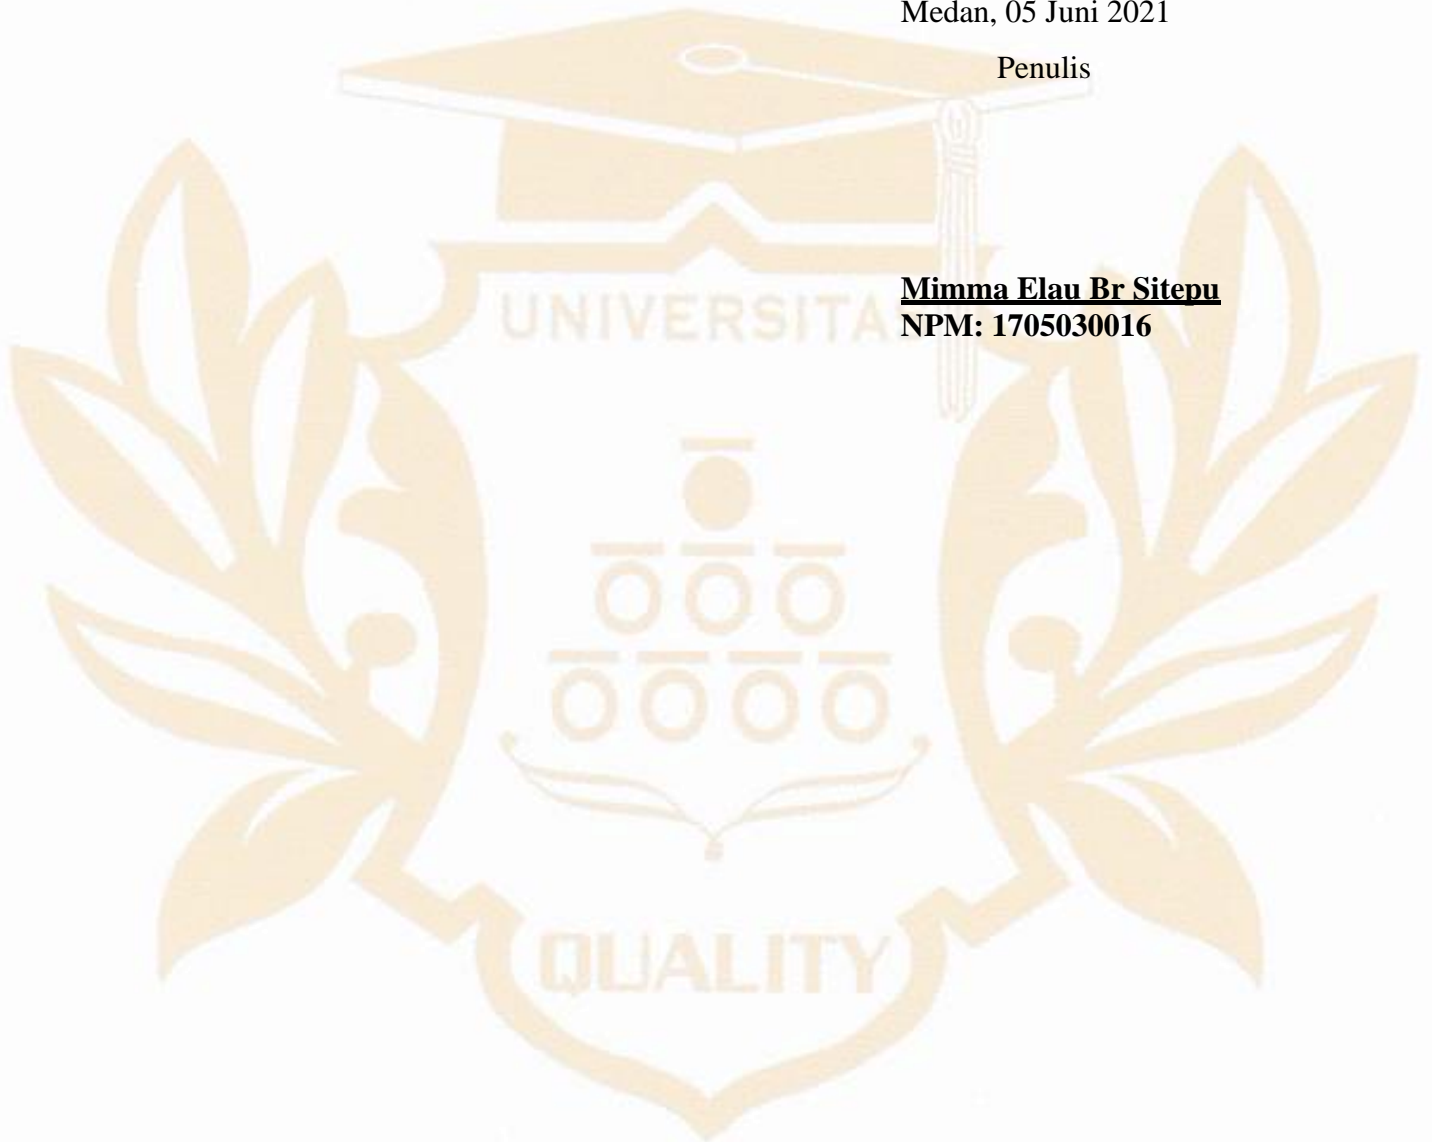 Medan, 05 Juni 2021
Penulis
Mimma Elau Br Sitepu
NPM: 1705030016
UNIVERSITA
QUALITY